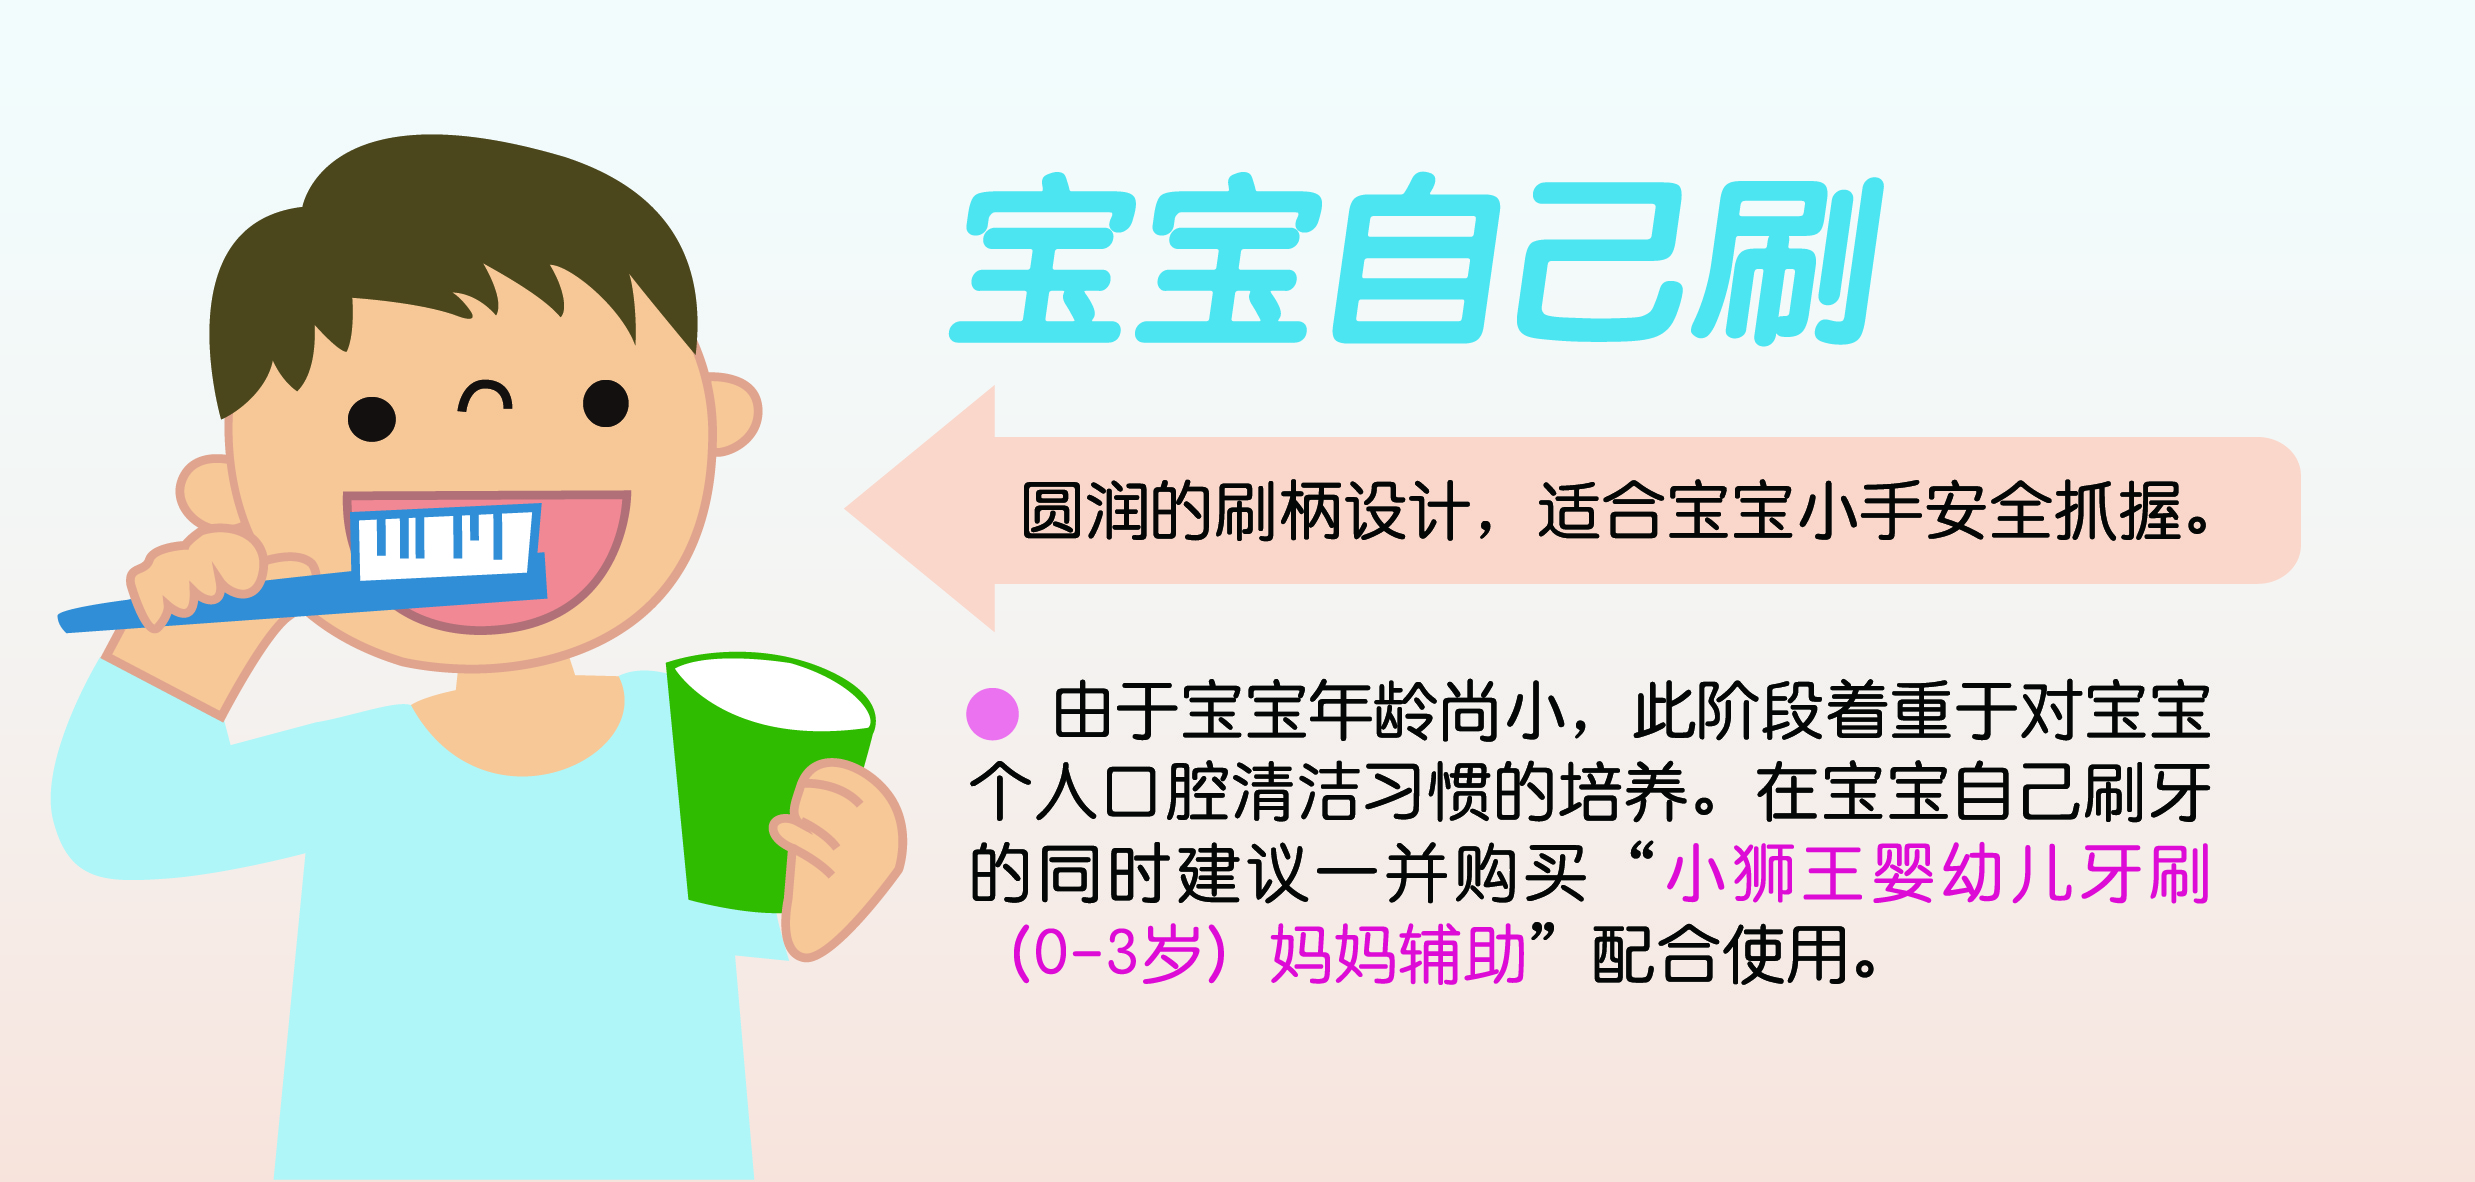 宝宝自己刷
圆润的刷柄设计，适合宝宝小手安全抓握。
由于宝宝年龄尚小，此阶段着重于对宝宝
个人口腔清洁习惯的培养。在宝宝自己刷牙
的同时建议一并购买“小狮王婴幼儿牙刷
（0-3岁）妈妈辅助”配合使用。